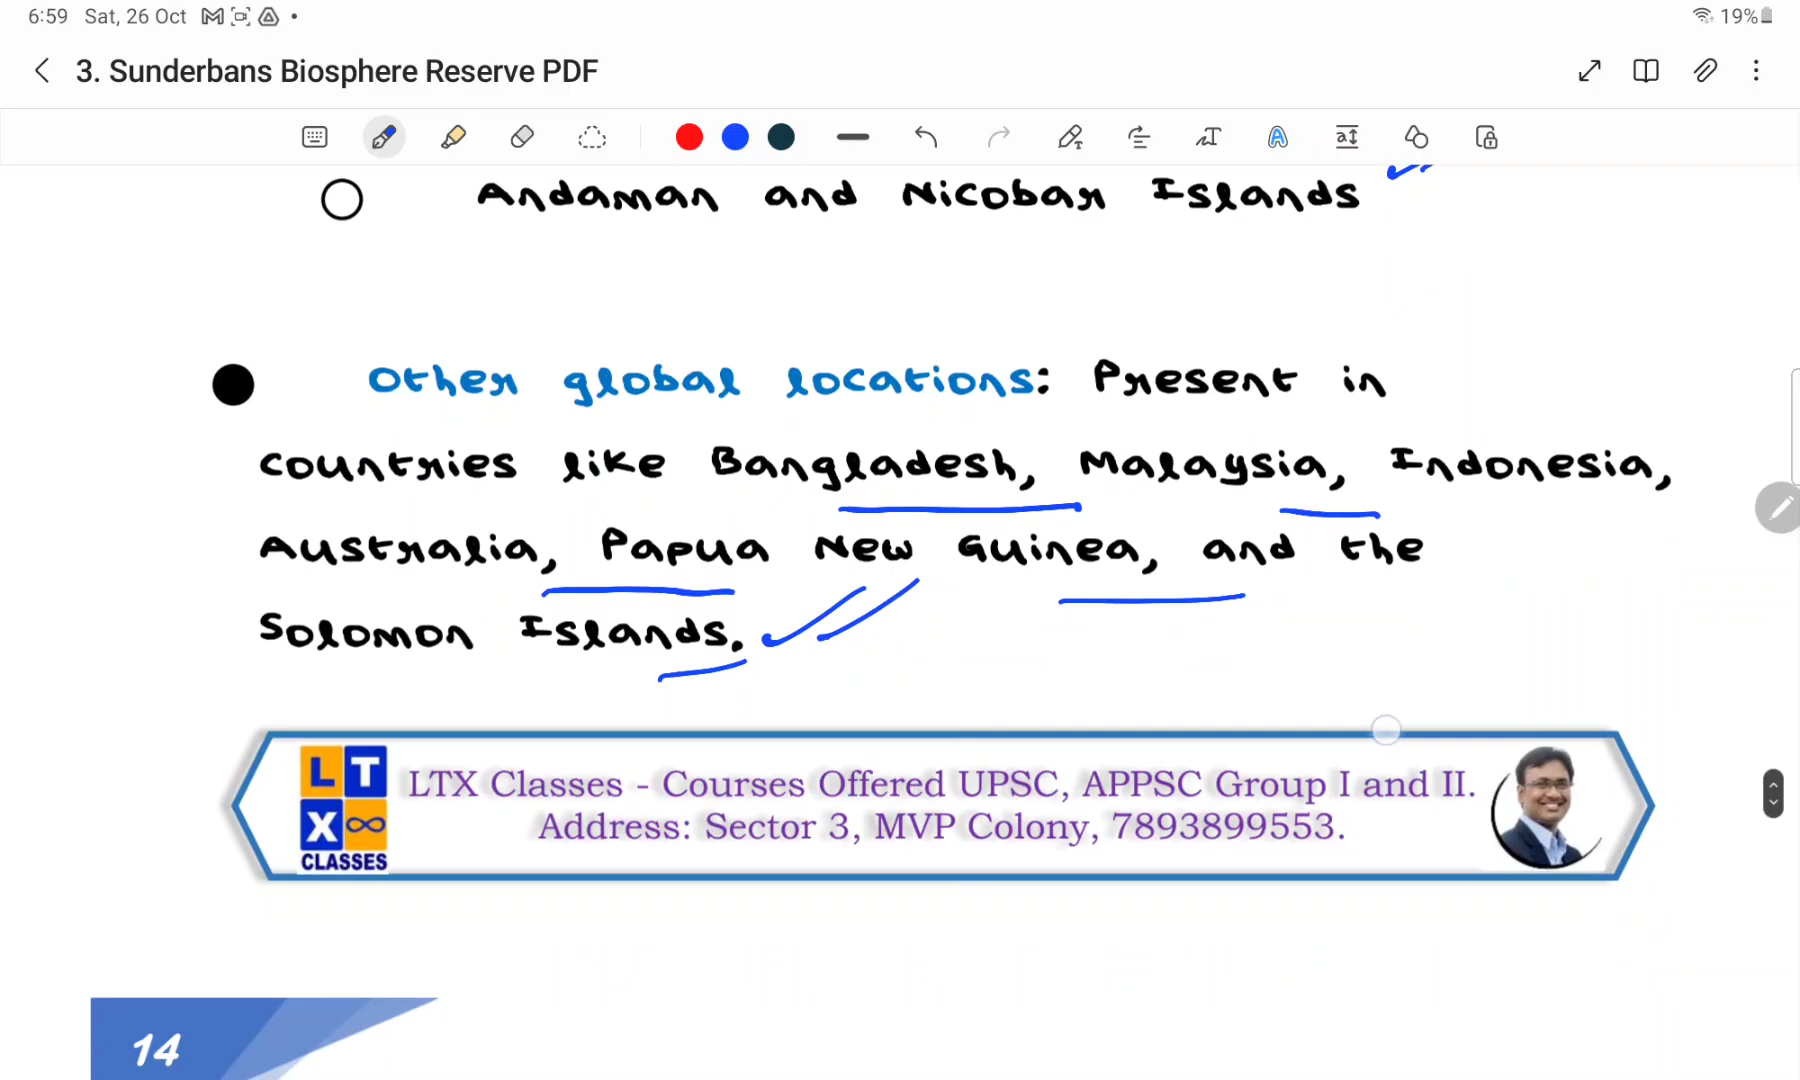 6:59 Sat, 26 Oct
19%
3. Sunderbans Biosphere Reserve PDF
Andaman and Nicobar Islands
Other global locations: Present in
countries like Bangladesh, Malaysia, Indonesia,
Australia, Papua New Guinea, and the
Solomon Islands.
LTX CLASSES
LTX Classes - Courses Offered UPSC, APPSC Group I and II.
Address: Sector 3, MVP Colony, 7893899553.
14